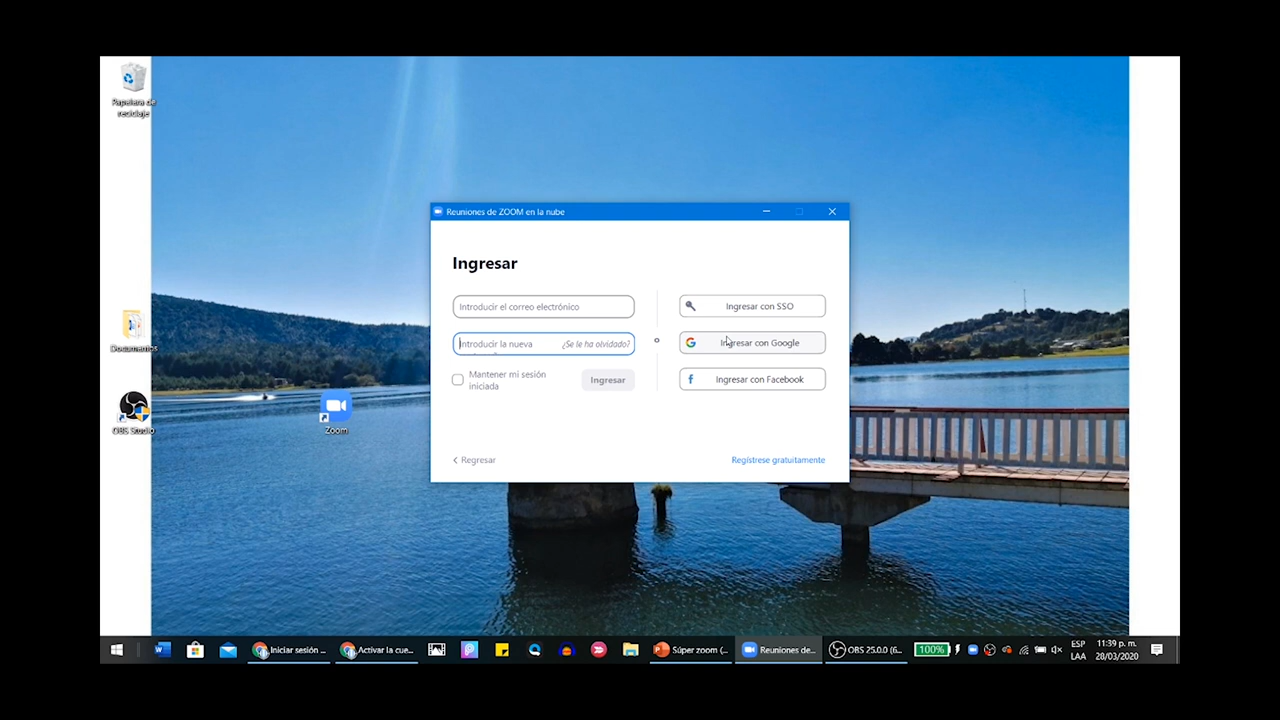 Papelera de
reciclaje
Documentos
OBS Studio
Zoom
Reuniones de ZOOM en la nube
Ingresar
Introducir el correo electrónico
Introducir la nueva
¿Se le ha olvidado?
Mantener mi sesión
iniciada
Ingresar
o
Ingresar con SSO
Ingresar con Google
Ingresar con Facebook
Regresar
Regístrese gratuitamente
Iniciar sesión ...
Activar la cue...
Súper zoom (...
Reuniones de...
OBS 25.0.0 (6...
100%
ESP
LAA
11:39 p. m.
28/03/2020